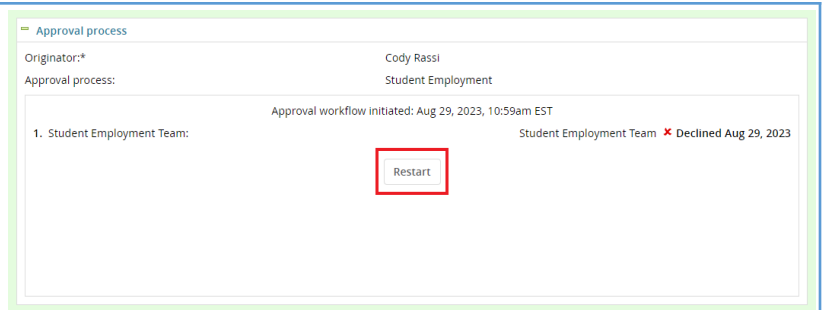 Approval process
Originator:* Cody Rassi
Approval process: Student Employment
Approval workflow initiated: Aug 29, 2023, 10:59am EST
1. Student Employment Team: Student Employment Team ✘ Declined Aug 29, 2023
Restart